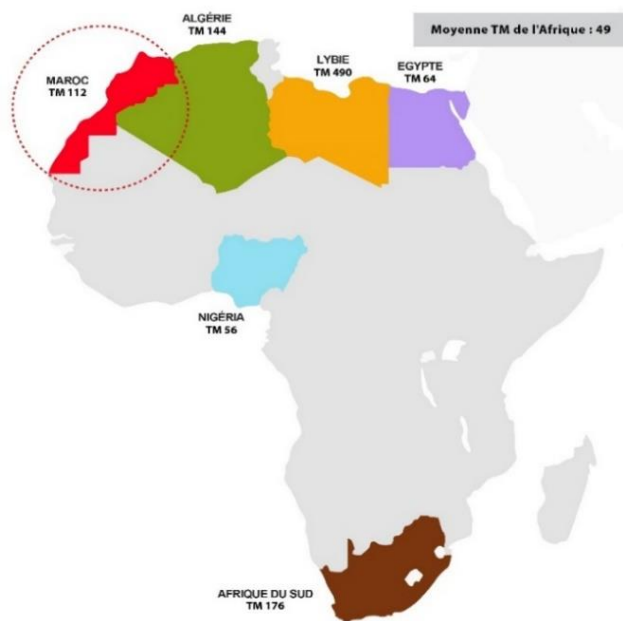 ALGÉRIE
TM 144
Moyenne TM de l'Afrique : 49
LYBIE
TM 490
EGYPTE
TM 64
MAROC
TM 112
NIGÉRIA
TM 56
AFRIQUE DU SUD
TM 176